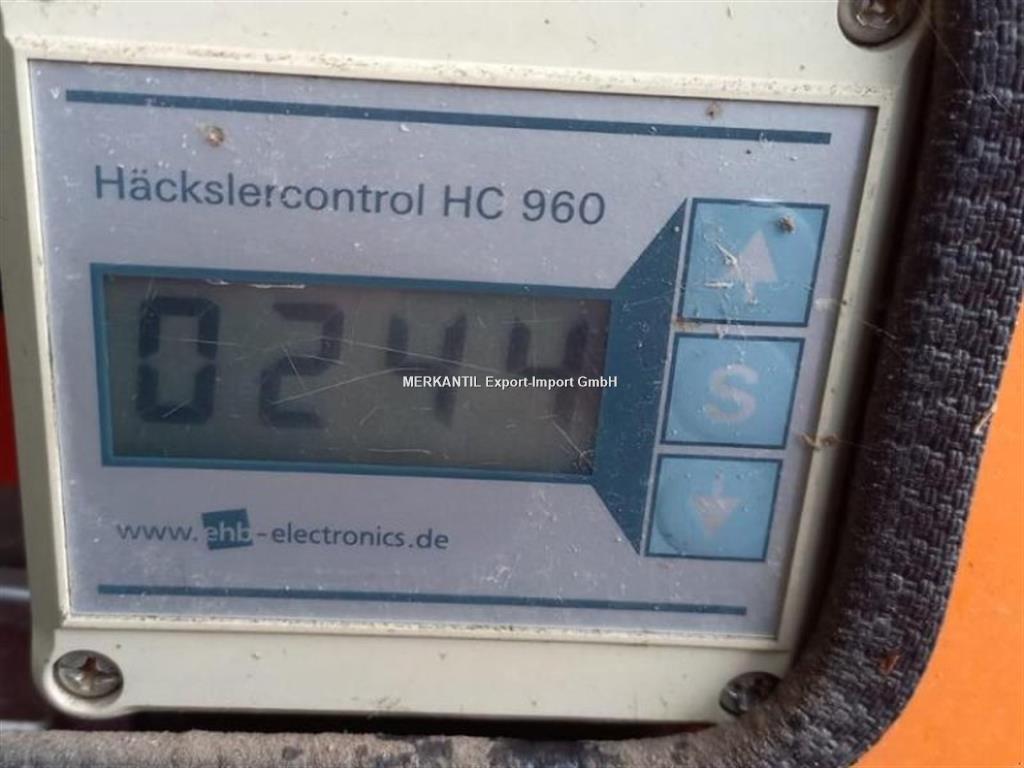 Häckslercontrol HC 960
0244
S
MERKANTIL Export-Import GmbH
www.ehb-electronics.de